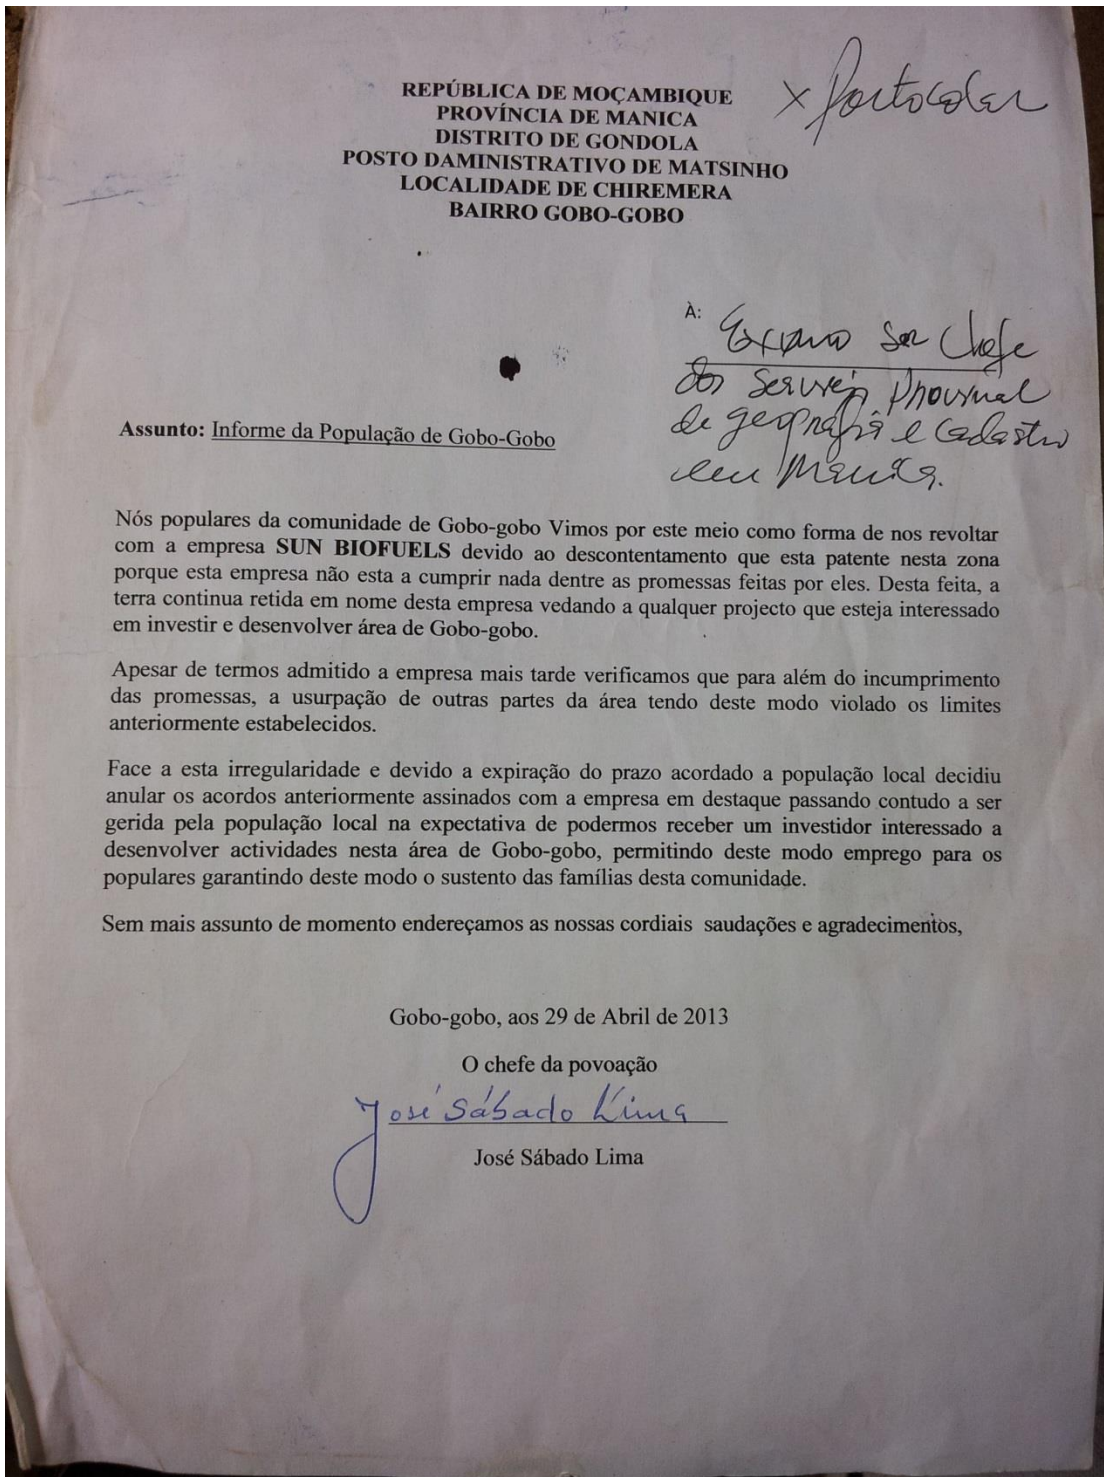 REPÚBLICA DE MOÇAMBIQUE
PROVÍNCIA DE MANICA
DISTRITO DE GONDOLA
POSTO DAMINISTRATIVO DE MATSINHO
LOCALIDADE DE CHIREMERA
BAIRRO GOBO-GOBO
x Portocolar
À: Exmo Sr Chefe
dos Serviços Provincial
de geografia e Cadastro
em Manica.
Assunto: Informe da População de Gobo-Gobo
Nós populares da comunidade de Gobo-gobo Vimos por este meio como forma de nos revoltar
com a empresa SUN BIOFUELS devido ao descontentamento que esta patente nesta zona
porque esta empresa não esta a cumprir nada dentre as promessas feitas por eles. Desta feita, a
terra continua retida em nome desta empresa vedando a qualquer projecto que esteja interessado
em investir e desenvolver área de Gobo-gobo.
Apesar de termos admitido a empresa mais tarde verificamos que para além do incumprimento
das promessas, a usurpação de outras partes da área tendo deste modo violado os limites
anteriormente estabelecidos.
Face a esta irregularidade e devido a expiração do prazo acordado a população local decidiu
anular os acordos anteriormente assinados com a empresa em destaque passando contudo a ser
gerida pela população local na expectativa de podermos receber um investidor interessado a
desenvolver actividades nesta área de Gobo-gobo, permitindo deste modo emprego para os
populares garantindo deste modo o sustento das famílias desta comunidade.
Sem mais assunto de momento endereçamos as nossas cordiais saudações e agradecimentos,
Gobo-gobo, aos 29 de Abril de 2013
O chefe da povoação
José Sábado Lima
José Sábado Lima